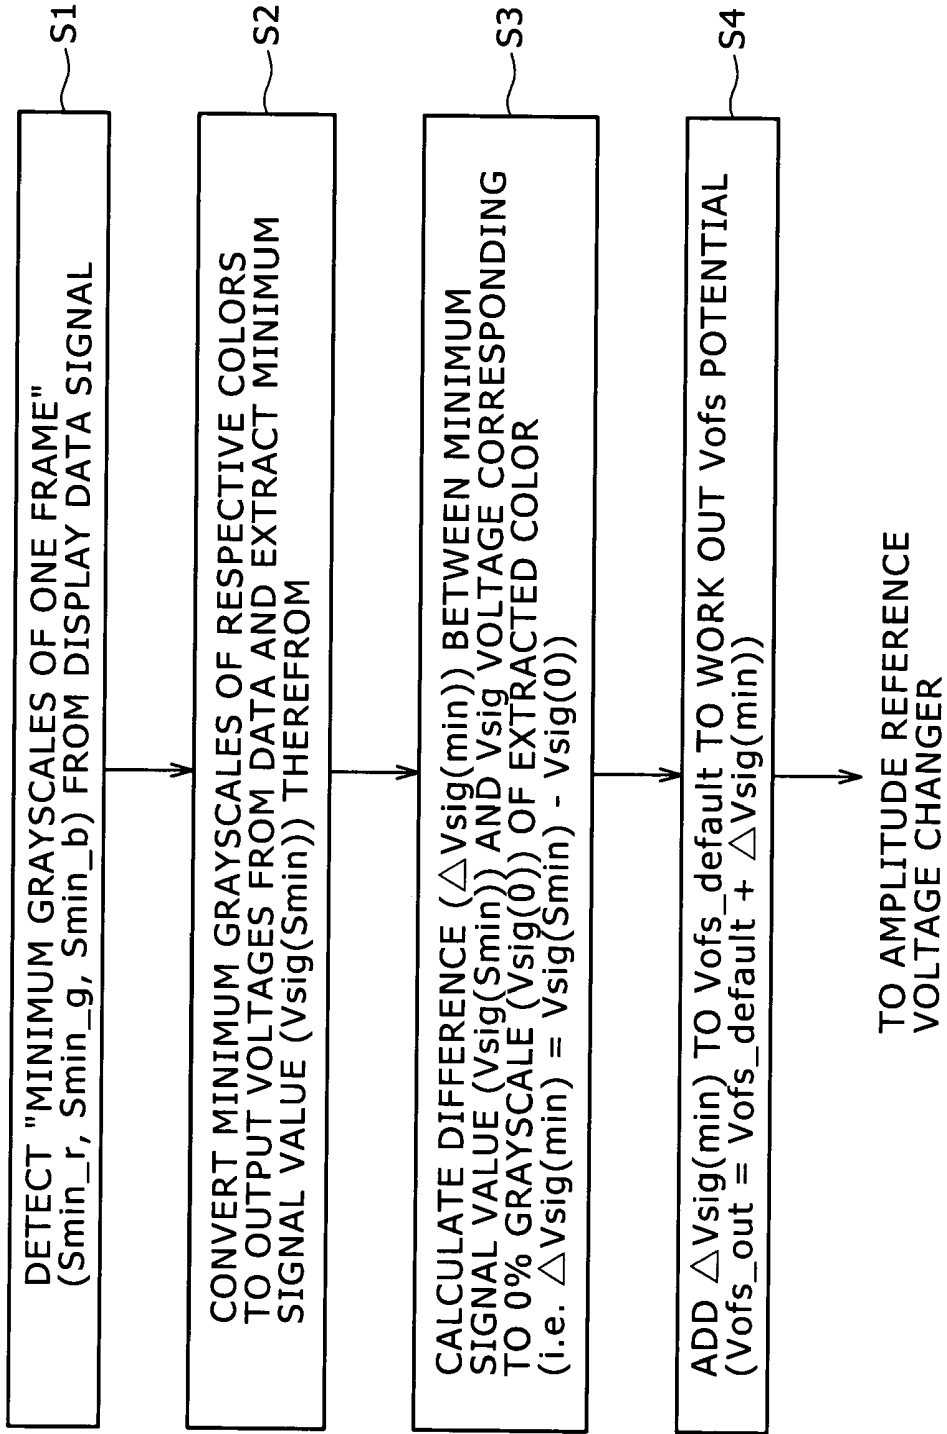 DETECT "MINIMUM GRAYSCALES OF ONE FRAME"
(Smin_r, Smin_g, Smin_b) FROM DISPLAY DATA SIGNAL
S1
CONVERT MINIMUM GRAYSCALES OF RESPECTIVE COLORS
TO OUTPUT VOLTAGES FROM DATA AND EXTRACT MINIMUM
SIGNAL VALUE (Vsig(Smin)) THEREFROM
S2
CALCULATE DIFFERENCE (△Vsig(min)) BETWEEN MINIMUM
SIGNAL VALUE (Vsig(Smin)) AND Vsig VOLTAGE CORRESPONDING
TO 0% GRAYSCALE (Vsig(0)) OF EXTRACTED COLOR
(i.e. △Vsig(min) = Vsig(Smin) - Vsig(0))
S3
ADD △Vsig(min) TO Vofs_default TO WORK OUT Vofs POTENTIAL
(Vofs_out = Vofs_default + △Vsig(min))
S4
TO AMPLITUDE REFERENCE
VOLTAGE CHANGER